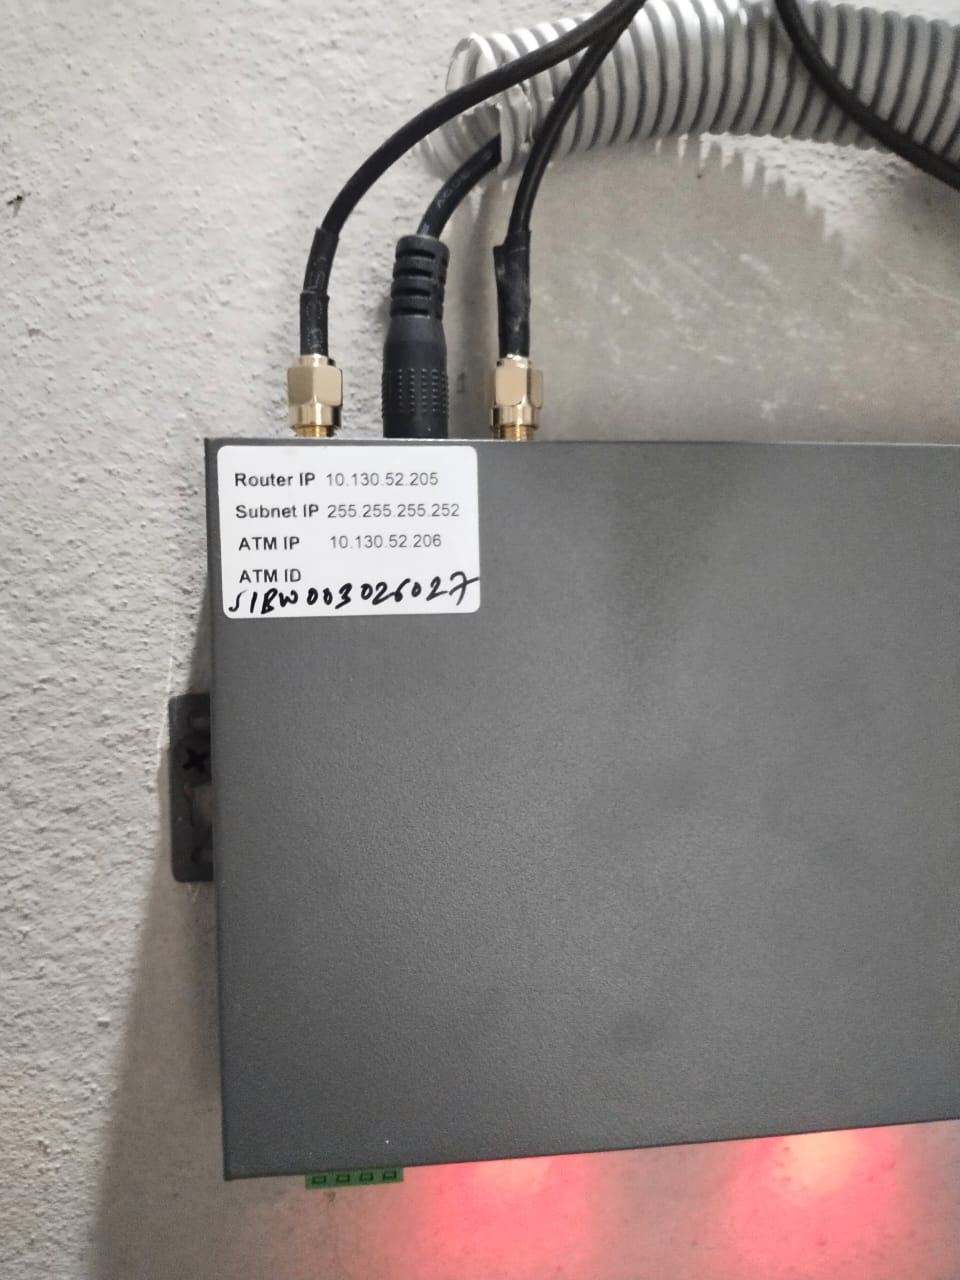 Router IP 10.130.52.205
Subnet IP 255.255.255.252
ATM IP 10.130.52.206
ATM ID
SIBW003026027